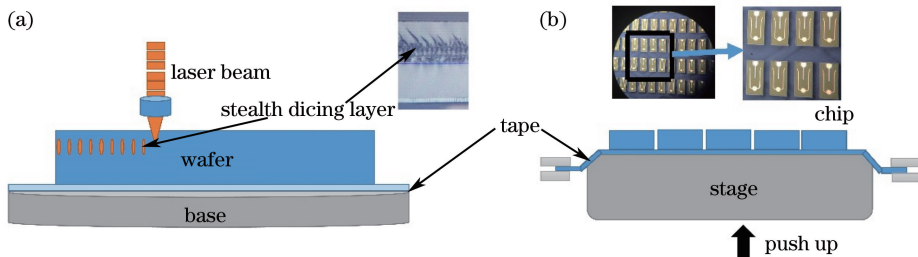 (a)
laser beam
stealth dicing layer
wafer
base
tape
(b)
chip
stage
push up